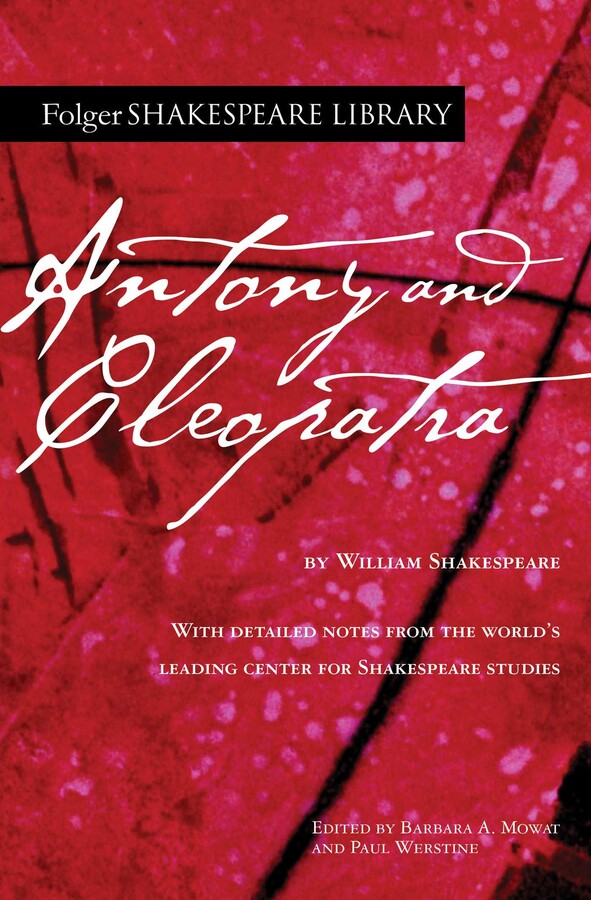 Folger SHAKESPEARE LIBRARY
Antony and
Cleopatra
BY WILLIAM SHAKESPEARE
WITH DETAILED NOTES FROM THE WORLD'S
LEADING CENTER FOR SHAKESPEARE STUDIES
EDITED BY BARBARA A. MOWAT
AND PAUL WERSTINE